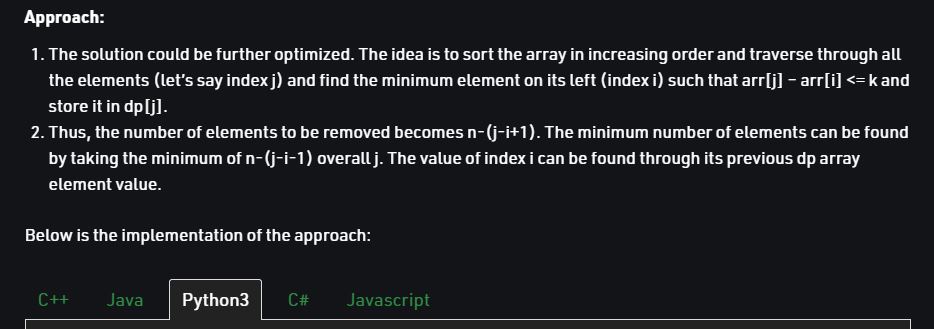 Approach:
1. The solution could be further optimized. The idea is to sort the array in increasing order and traverse through all
the elements (let's say index j) and find the minimum element on its left (index i) such that arr[j] − arr[i] <= k and
store it in dp[j].
2. Thus, the number of elements to be removed becomes n-(j-i+1). The minimum number of elements can be found
by taking the minimum of n-(j-i-1) overall j. The value of index i can be found through its previous dp array
element value.
Below is the implementation of the approach:
C++ Java Python3 C# Javascript